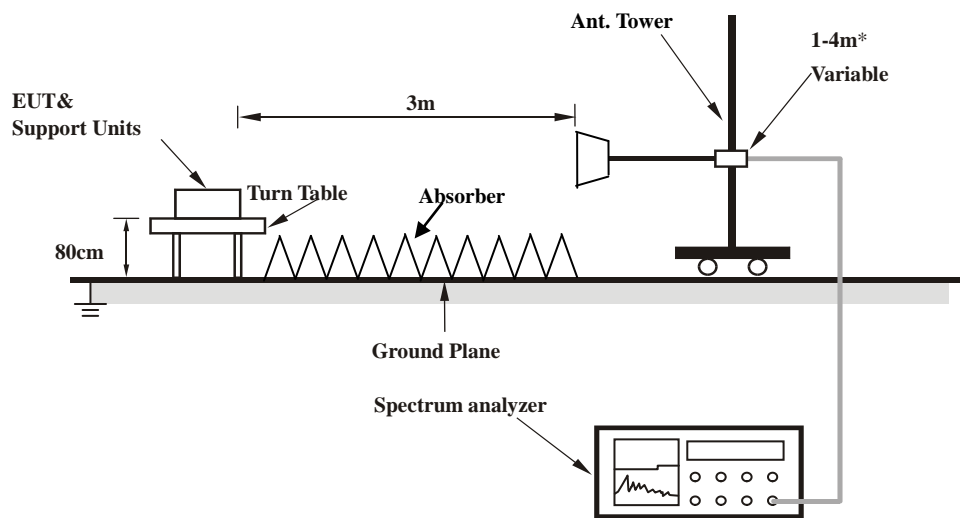 Ant. Tower
1-4m*
Variable
EUT&
Support Units
3m
Turn Table
Absorber
80cm
Ground Plane
Spectrum analyzer